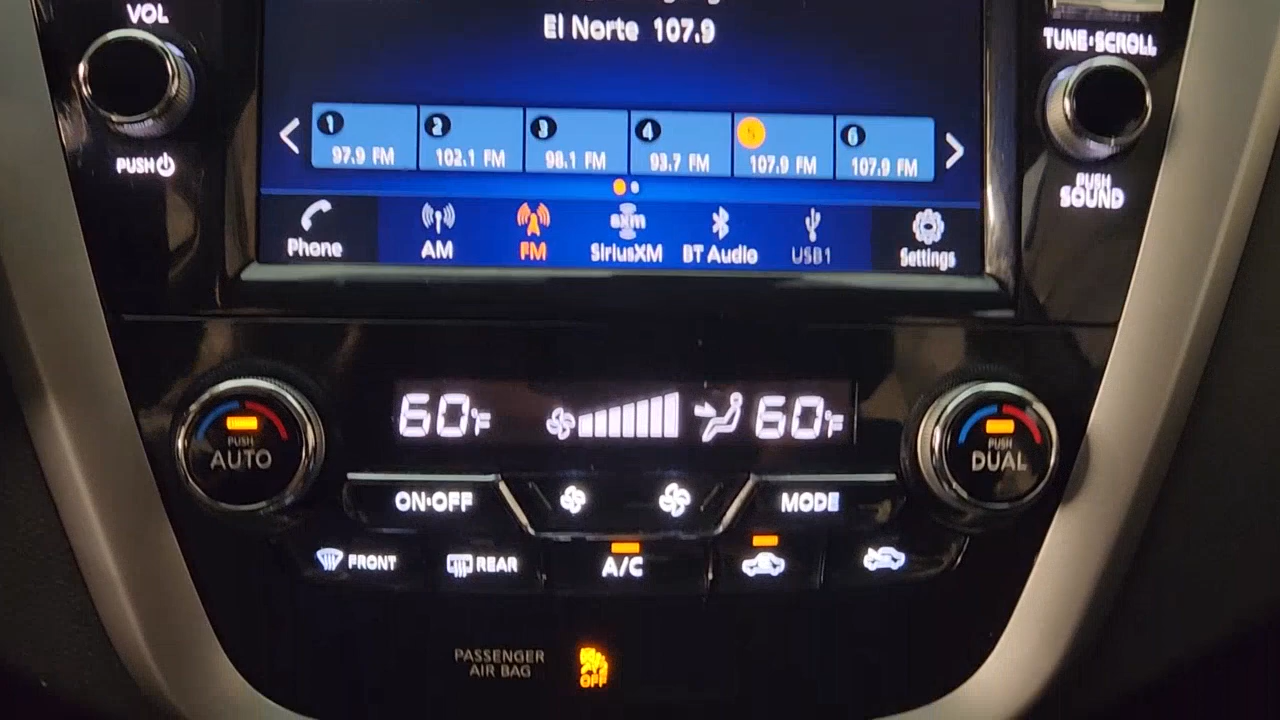 VOL
El Norte 107.9
TUNE•SCROLL
PUSH
PUSH
SOUND
1 97.9 FM
2 102.1 FM
3 98.1 FM
4 93.7 FM
5 107.9 FM
6 107.9 FM
Phone
AM
FM
sxm
SiriusXM
BT Audio
USB1
Settings
60°F
60°F
PUSH
AUTO
PUSH
DUAL
ON•OFF
MODE
FRONT
REAR
A/C
PASSENGER
AIR BAG
OFF